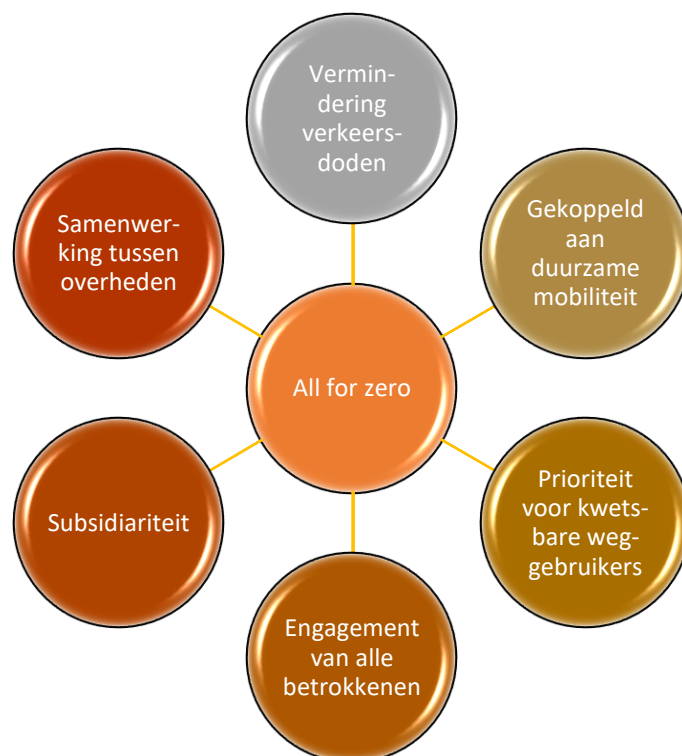 Vermin-
dering
verkeers-
doden
Gekoppeld
aan
duurzame
mobiliteit
Prioriteit
voor kwets-
bare weg-
gebruikers
Engagement
van alle
betrokkenen
Subsidiariteit
Samenwer-
king tussen
overheden
All for zero